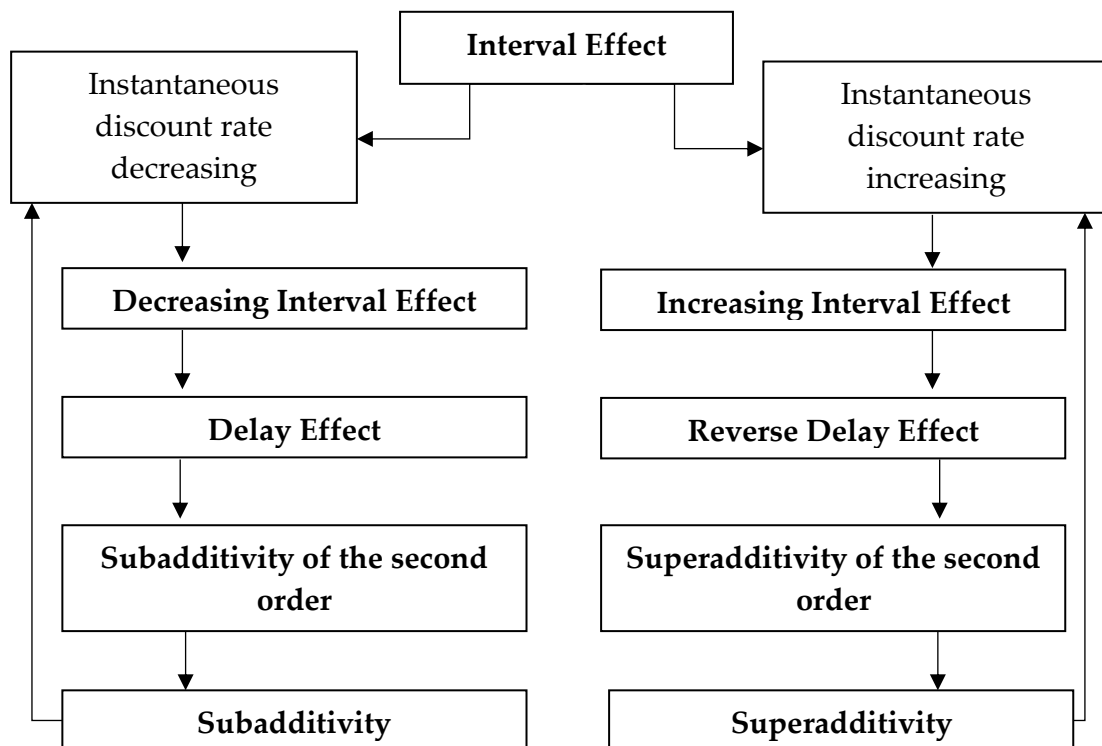 Interval Effect
Instantaneous
discount rate
decreasing
Instantaneous
discount rate
increasing
Decreasing Interval Effect
Increasing Interval Effect
Delay Effect
Reverse Delay Effect
Subadditivity of the second
order
Superadditivity of the second
order
Subadditivity
Superadditivity